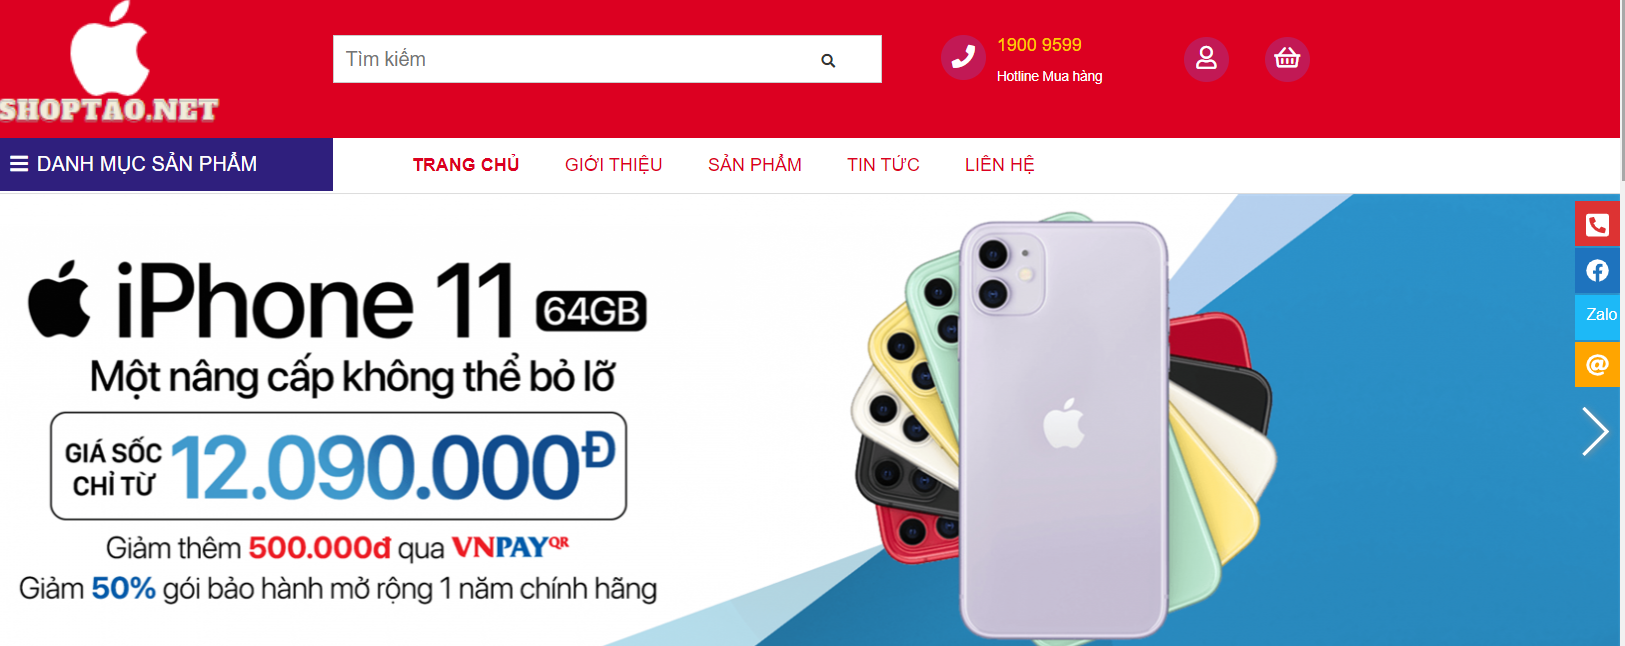 SHOPTAO.NET
Tìm kiếm
1900 9599
Hotline Mua hàng
DANH MỤC SẢN PHẨM
TRANG CHỦ
GIỚI THIỆU
SẢN PHẨM
TIN TỨC
LIÊN HỆ
iPhone 11 64GB
Một nâng cấp không thể bỏ lỡ
GIÁ SỐC
CHỈ TỪ
12.090.000Đ
Giảm thêm 500.000đ qua VNPAYQR
Giảm 50% gói bảo hành mở rộng 1 năm chính hãng
Zalo
@